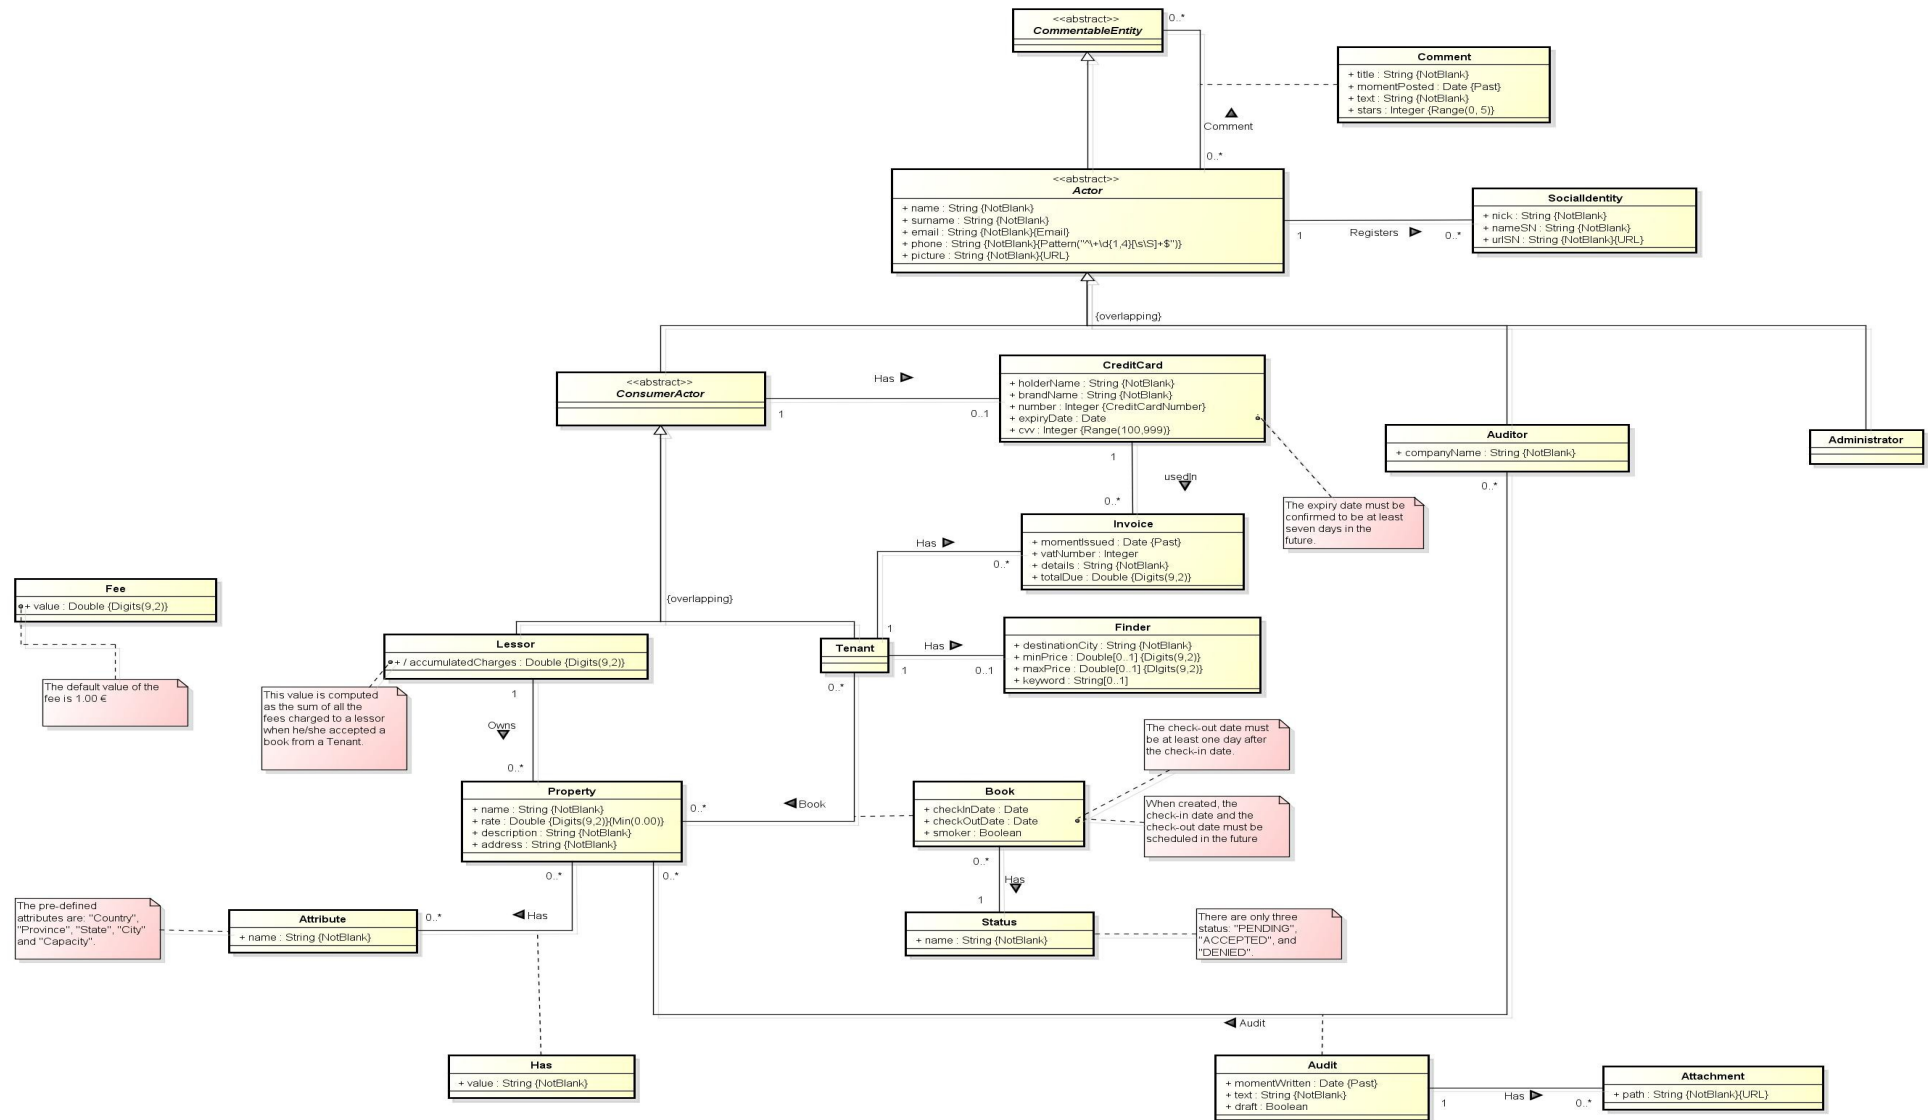 <<abstract>>
CommentableEntity
0..*
Comment
+ title : String {NotBlank}
+ momentPosted : Date {Past}
+ text : String {NotBlank}
+ stars : Integer {Range(0, 5)}
Comment
0..*
<<abstract>>
Actor
+ name : String {NotBlank}
+ surname : String {NotBlank}
+ email : String {NotBlank}{Email}
+ phone : String {NotBlank}{Pattern("^\+\d{1,4}[\s\S]+$")}
+ picture : String {NotBlank}{URL}
1
Registers
0..*
SocialIdentity
+ nick : String {NotBlank}
+ nameSN : String {NotBlank}
+ urlSN : String {NotBlank}{URL}
{overlapping}
<<abstract>>
ConsumerActor
Has
1
0..1
CreditCard
+ holderName : String {NotBlank}
+ brandName : String {NotBlank}
+ number : Integer {CreditCardNumber}
+ expiryDate : Date
+ cvv : Integer {Range(100,999)}
Auditor
+ companyName : String {NotBlank}
0..*
Administrator
1
usedIn
0..*
The expiry date must be
confirmed to be at least
seven days in the
future.
Invoice
+ momentIssued : Date {Past}
+ vatNumber : Integer
+ details : String {NotBlank}
+ totalDue : Double {Digits(9,2)}
Has
0..*
1
Fee
+ value : Double {Digits(9,2)}
The default value of the
fee is 1.00 €
{overlapping}
Lessor
+ / accumulatedCharges : Double {Digits(9,2)}
This value is computed
as the sum of all the
fees charged to a lessor
when he/she accepted a
book from a Tenant.
Tenant
Has
1
0..1
Finder
+ destinationCity : String {NotBlank}
+ minPrice : Double[0..1] {Digits(9,2)}
+ maxPrice : Double[0..1] {DIgits(9,2)}
+ keyword : String[0..1]
1
Owns
0..*
0..*
Property
+ name : String {NotBlank}
+ rate : Double {Digits(9,2)}{Min(0.00)}
+ description : String {NotBlank}
+ address : String {NotBlank}
0..*
Book
Book
+ checkInDate : Date
+ checkOutDate : Date
+ smoker : Boolean
The check-out date must
be at least one day after
the check-in date.
When created, the
check-in date and the
check-out date must be
scheduled in the future
0..*
Has
1
Status
+ name : String {NotBlank}
There are only three
status: "PENDING",
"ACCEPTED", and
"DENIED".
0..*
0..*
The pre-defined
attributes are: "Country",
"Province", "State", "City"
and "Capacity".
Attribute
+ name : String {NotBlank}
0..*
Has
Has
+ value : String {NotBlank}
Audit
Audit
+ momentWritten : Date {Past}
+ text : String {NotBlank}
+ draft : Boolean
1
Has
0..*
Attachment
+ path : String {NotBlank}{URL}